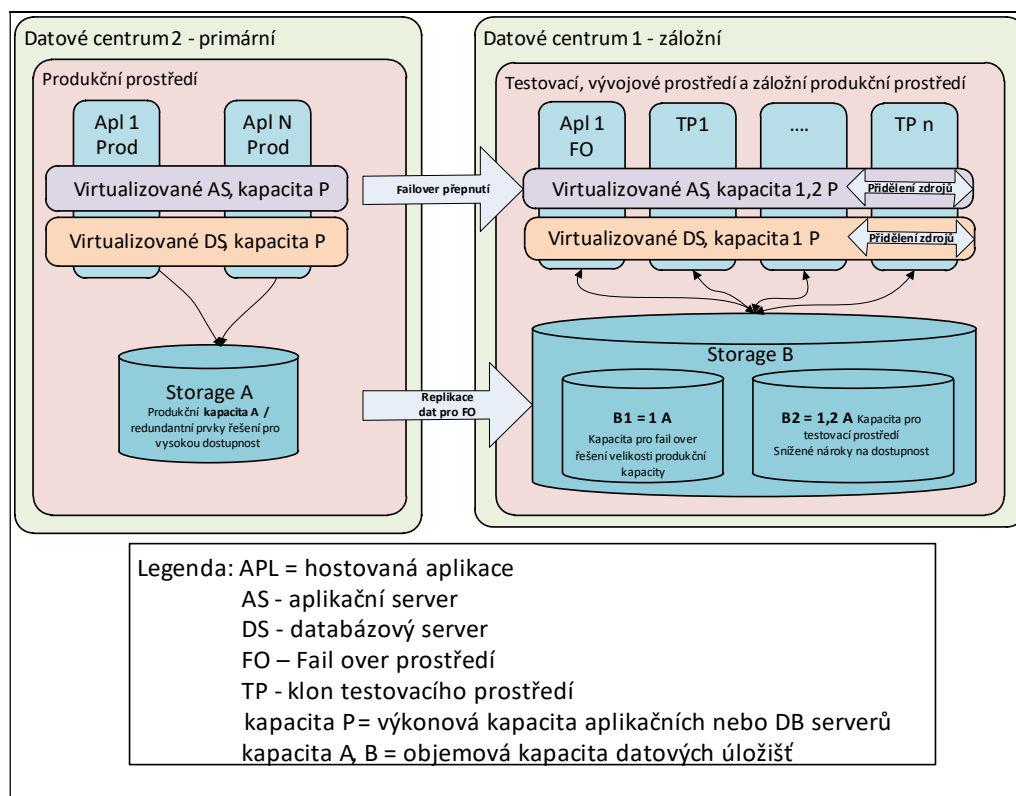 Datové centrum 2 - primární
Produkční prostředí
Apl 1
Prod
Apl N
Prod
Virtualizované AS, kapacita P
Virtualizované DS, kapacita P
Storage A
Produkční kapacita A /
redundantní prvky řešení pro
vysokou dostupnost
Failover přepnutí
Replikace
dat pro FO
Datové centrum 1 - záložní
Testovací, vývojové prostředí a záložní produkční prostředí
Apl 1
FO
TP1
....
TP n
Virtualizované AS, kapacita 1,2 P
Přidělení zdrojů
Virtualizované DS, kapacita 1 P
Přidělení zdrojů
Storage B
B1 = 1 A
Kapacita pro fail over
řešení velikosti produkční
kapacity
B2 = 1,2 A Kapacita pro
testovací prostředí
Snížené nároky na dostupnost
Legenda: APL = hostovaná aplikace
AS - aplikační server
DS - databázový server
FO – Fail over prostředí
TP - klon testovacího prostředí
kapacita P = výkonová kapacita aplikačních nebo DB serverů
kapacita A, B = objemová kapacita datových úložišť